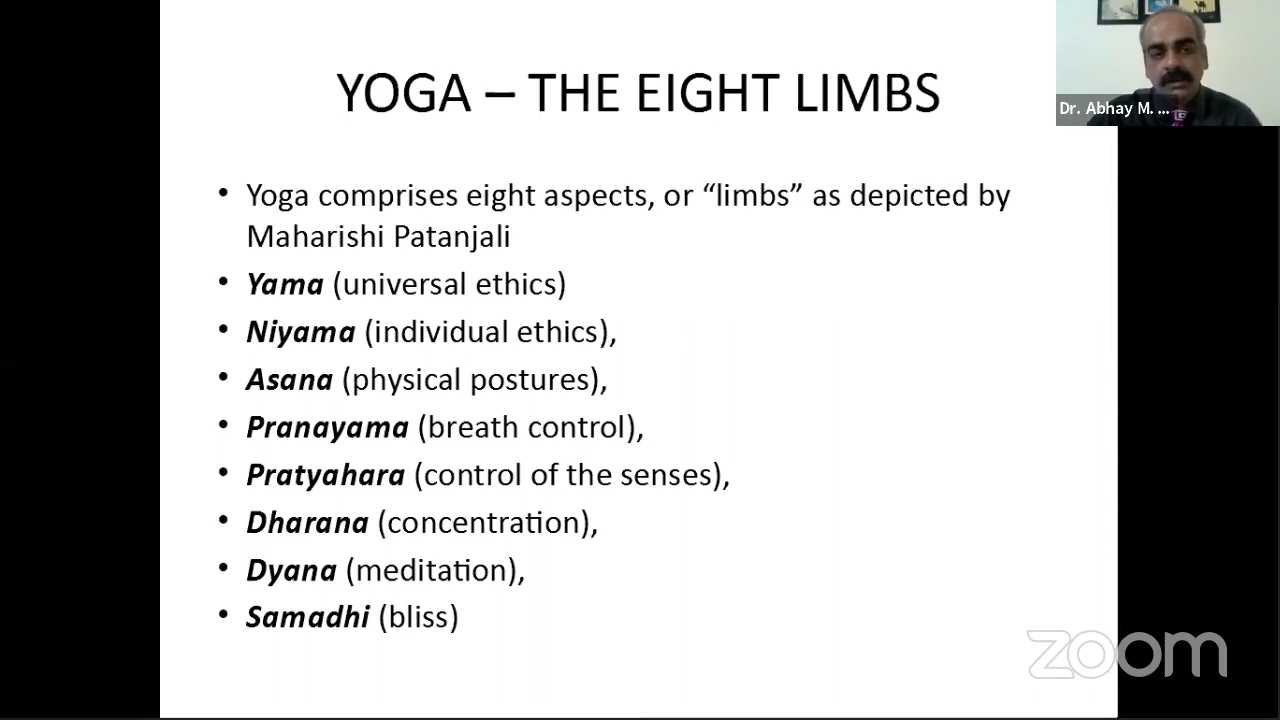 YOGA – THE EIGHT LIMBS
Dr. Abhay M. ...
• Yoga comprises eight aspects, or “limbs” as depicted by
Maharishi Patanjali
• Yama (universal ethics)
• Niyama (individual ethics),
• Asana (physical postures),
• Pranayama (breath control),
• Pratyahara (control of the senses),
• Dharana (concentration),
• Dyana (meditation),
• Samadhi (bliss)
zoom